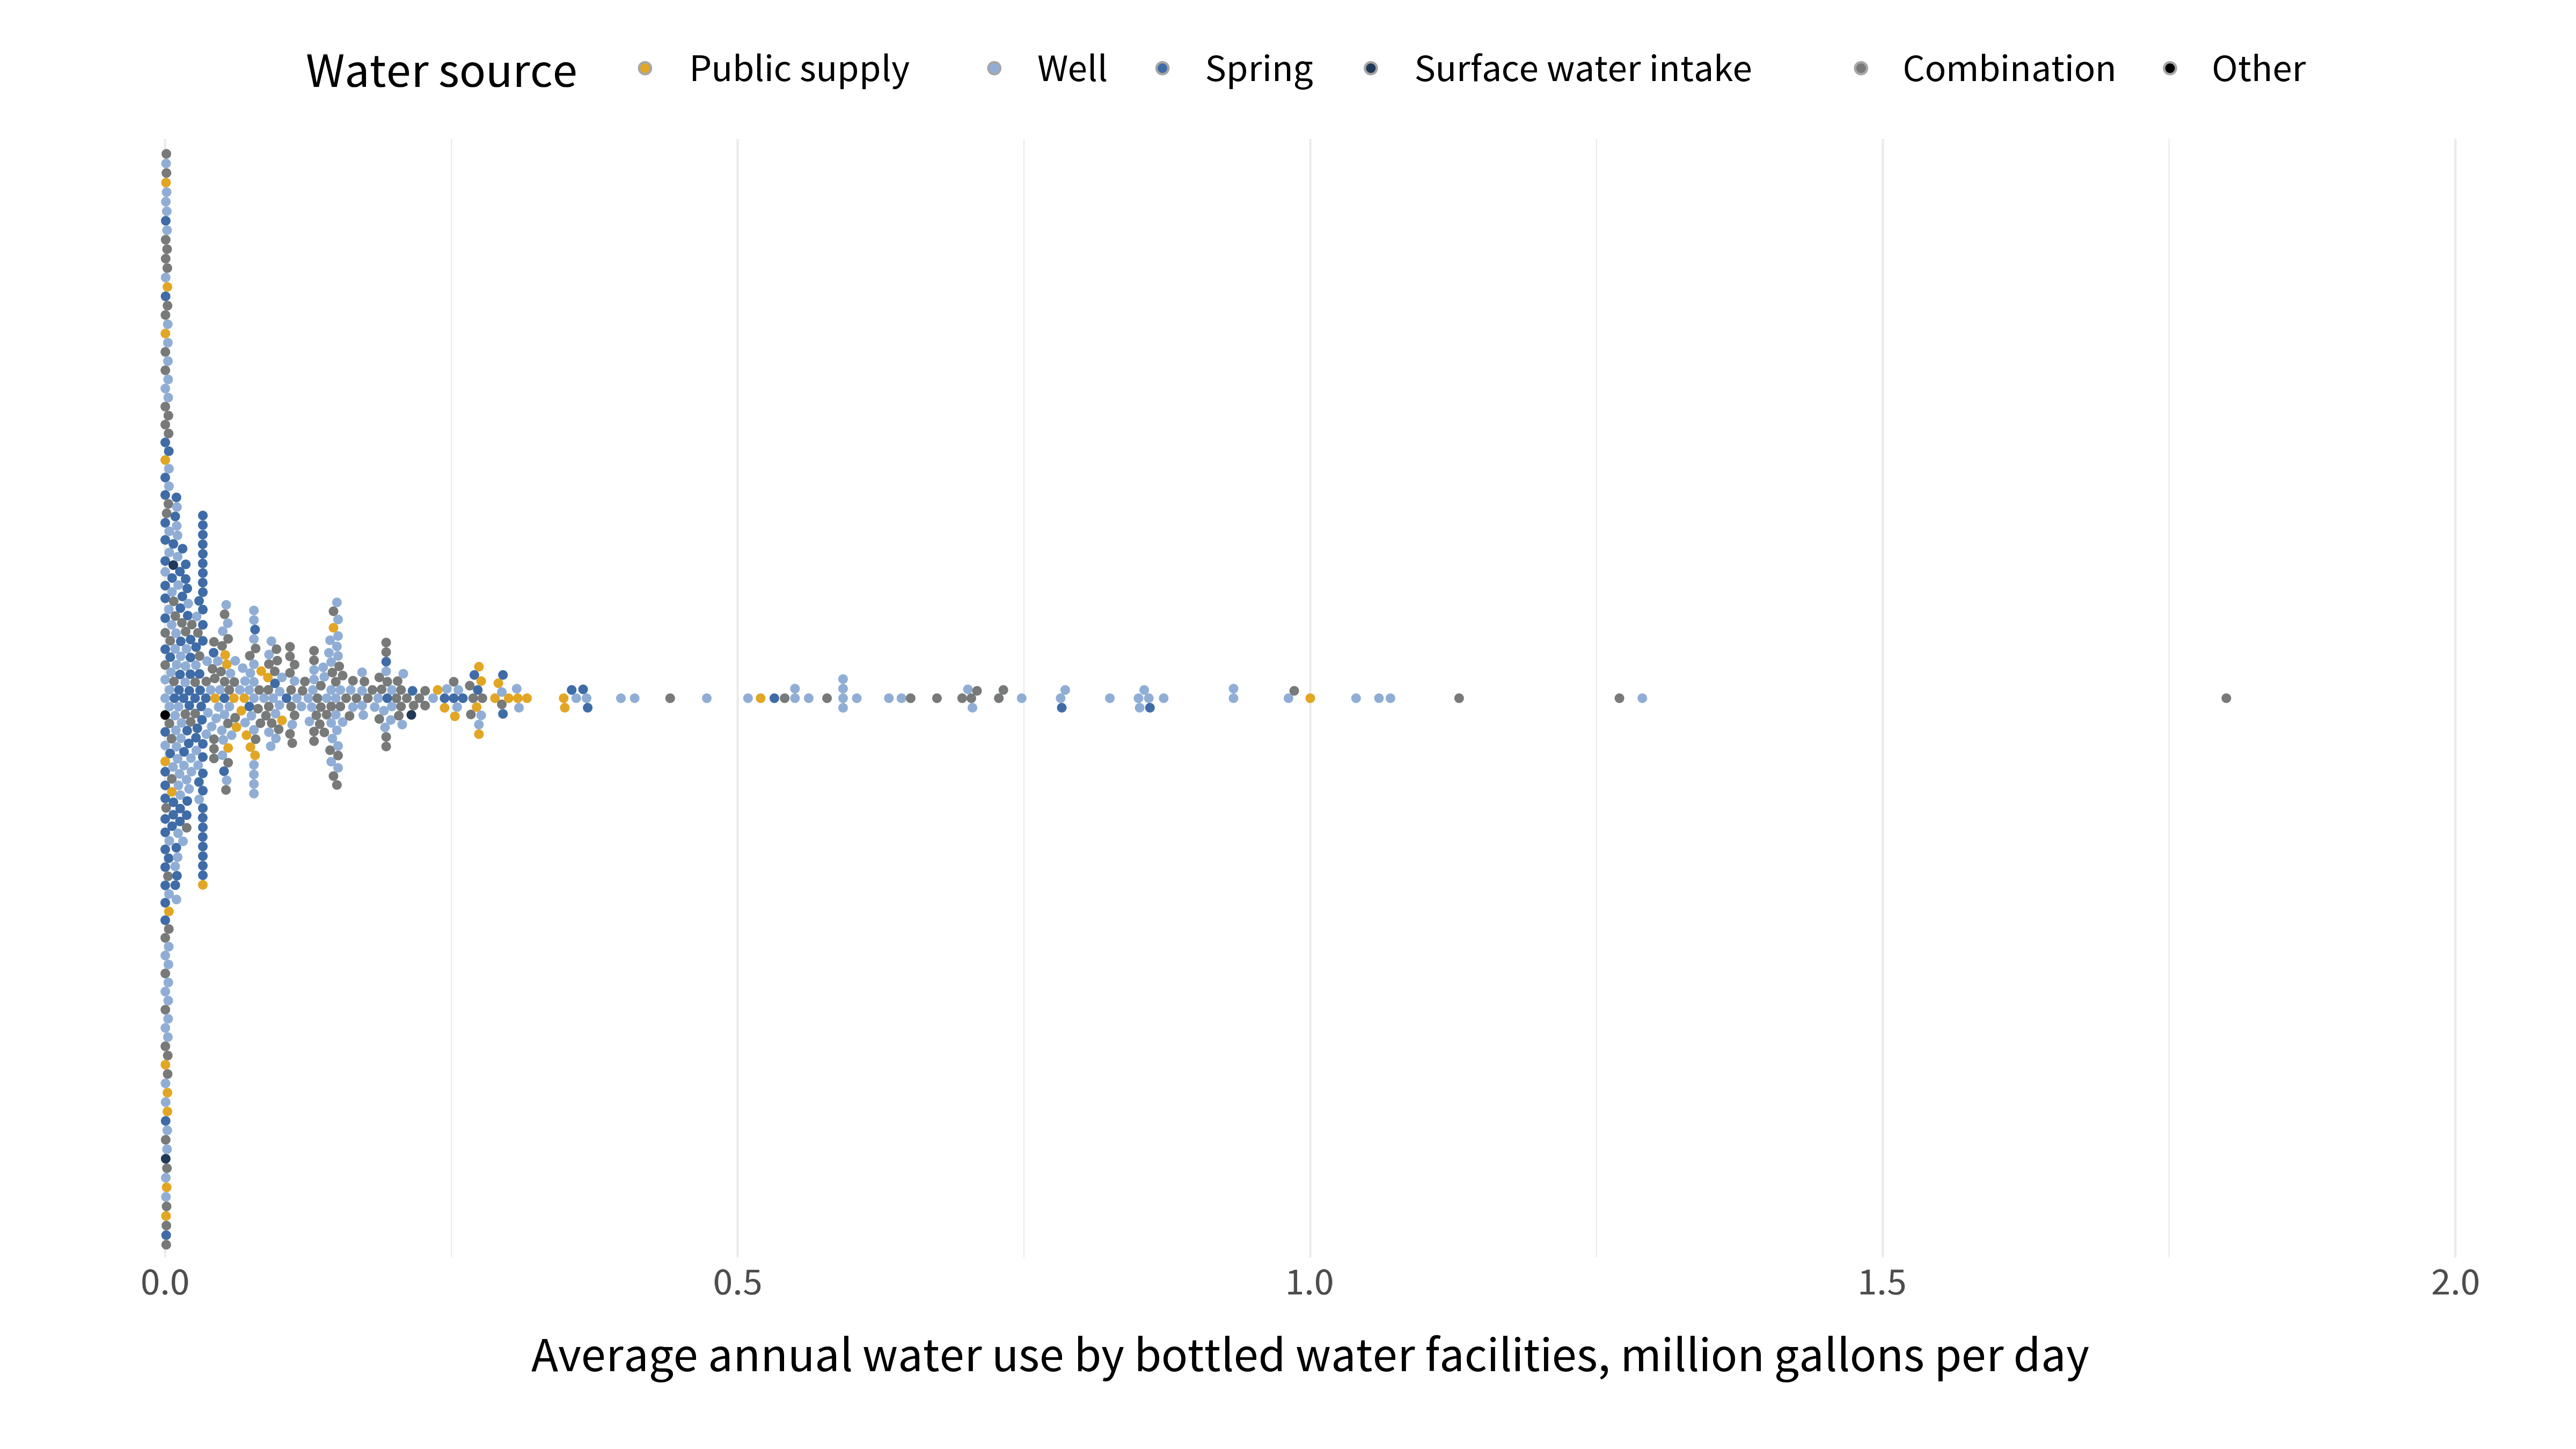 Water source Public supply Well Spring Surface water intake Combination Other
0.0 0.5 1.0 1.5 2.0
Average annual water use by bottled water facilities, million gallons per day